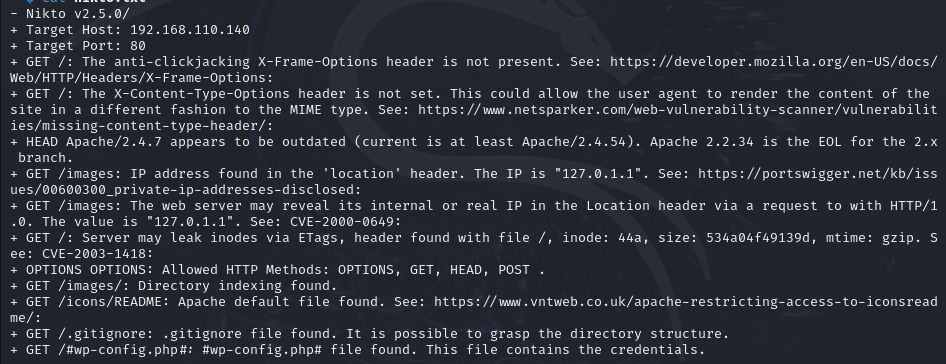 - Nikto v2.5.0/
+ Target Host: 192.168.110.140
+ Target Port: 80
+ GET /: The anti-clickjacking X-Frame-Options header is not present. See: https://developer.mozilla.org/en-US/docs/
Web/HTTP/Headers/X-Frame-Options:
+ GET /: The X-Content-Type-Options header is not set. This could allow the user agent to render the content of the
site in a different fashion to the MIME type. See: https://www.netsparker.com/web-vulnerability-scanner/vulnerabilit
ies/missing-content-type-header/:
+ HEAD Apache/2.4.7 appears to be outdated (current is at least Apache/2.4.54). Apache 2.2.34 is the EOL for the 2.x
branch.
+ GET /images: IP address found in the 'location' header. The IP is "127.0.1.1". See: https://portswigger.net/kb/iss
ues/00600300_private-ip-addresses-disclosed:
+ GET /images: The web server may reveal its internal or real IP in the Location header via a request to with HTTP/1
.0. The value is "127.0.1.1". See: CVE-2000-0649:
+ GET /: Server may leak inodes via ETags, header found with file /, inode: 44a, size: 534a04f49139d, mtime: gzip. S
ee: CVE-2003-1418:
+ OPTIONS OPTIONS: Allowed HTTP Methods: OPTIONS, GET, HEAD, POST .
+ GET /images/: Directory indexing found.
+ GET /icons/README: Apache default file found. See: https://www.vntweb.co.uk/apache-restricting-access-to-iconsread
me/:
+ GET /.gitignore: .gitignore file found. It is possible to grasp the directory structure.
+ GET /#wp-config.php#: #wp-config.php# file found. This file contains the credentials.